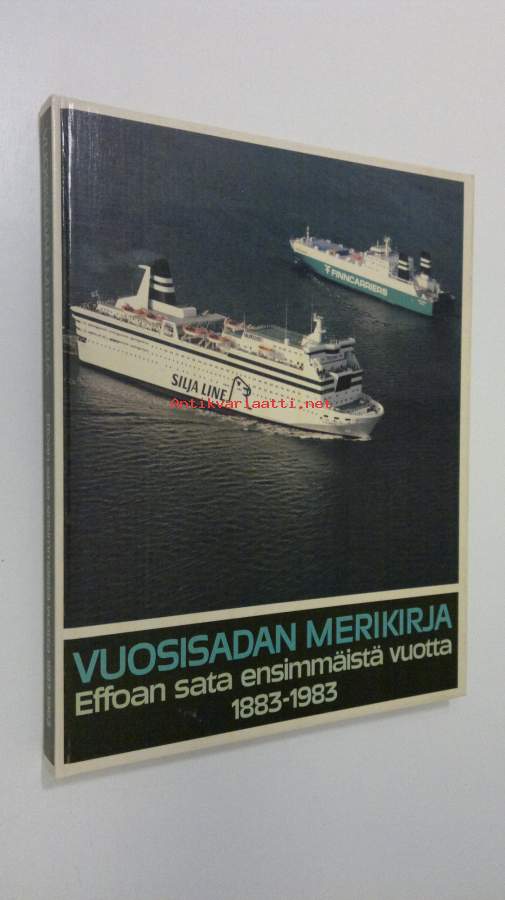 FINNCARRIERS
SILJA LINE
Antikvariaatti.net
VUOSISADAN MERIKIRJA
Effoan sata ensimmäistä vuotta
1883-1983